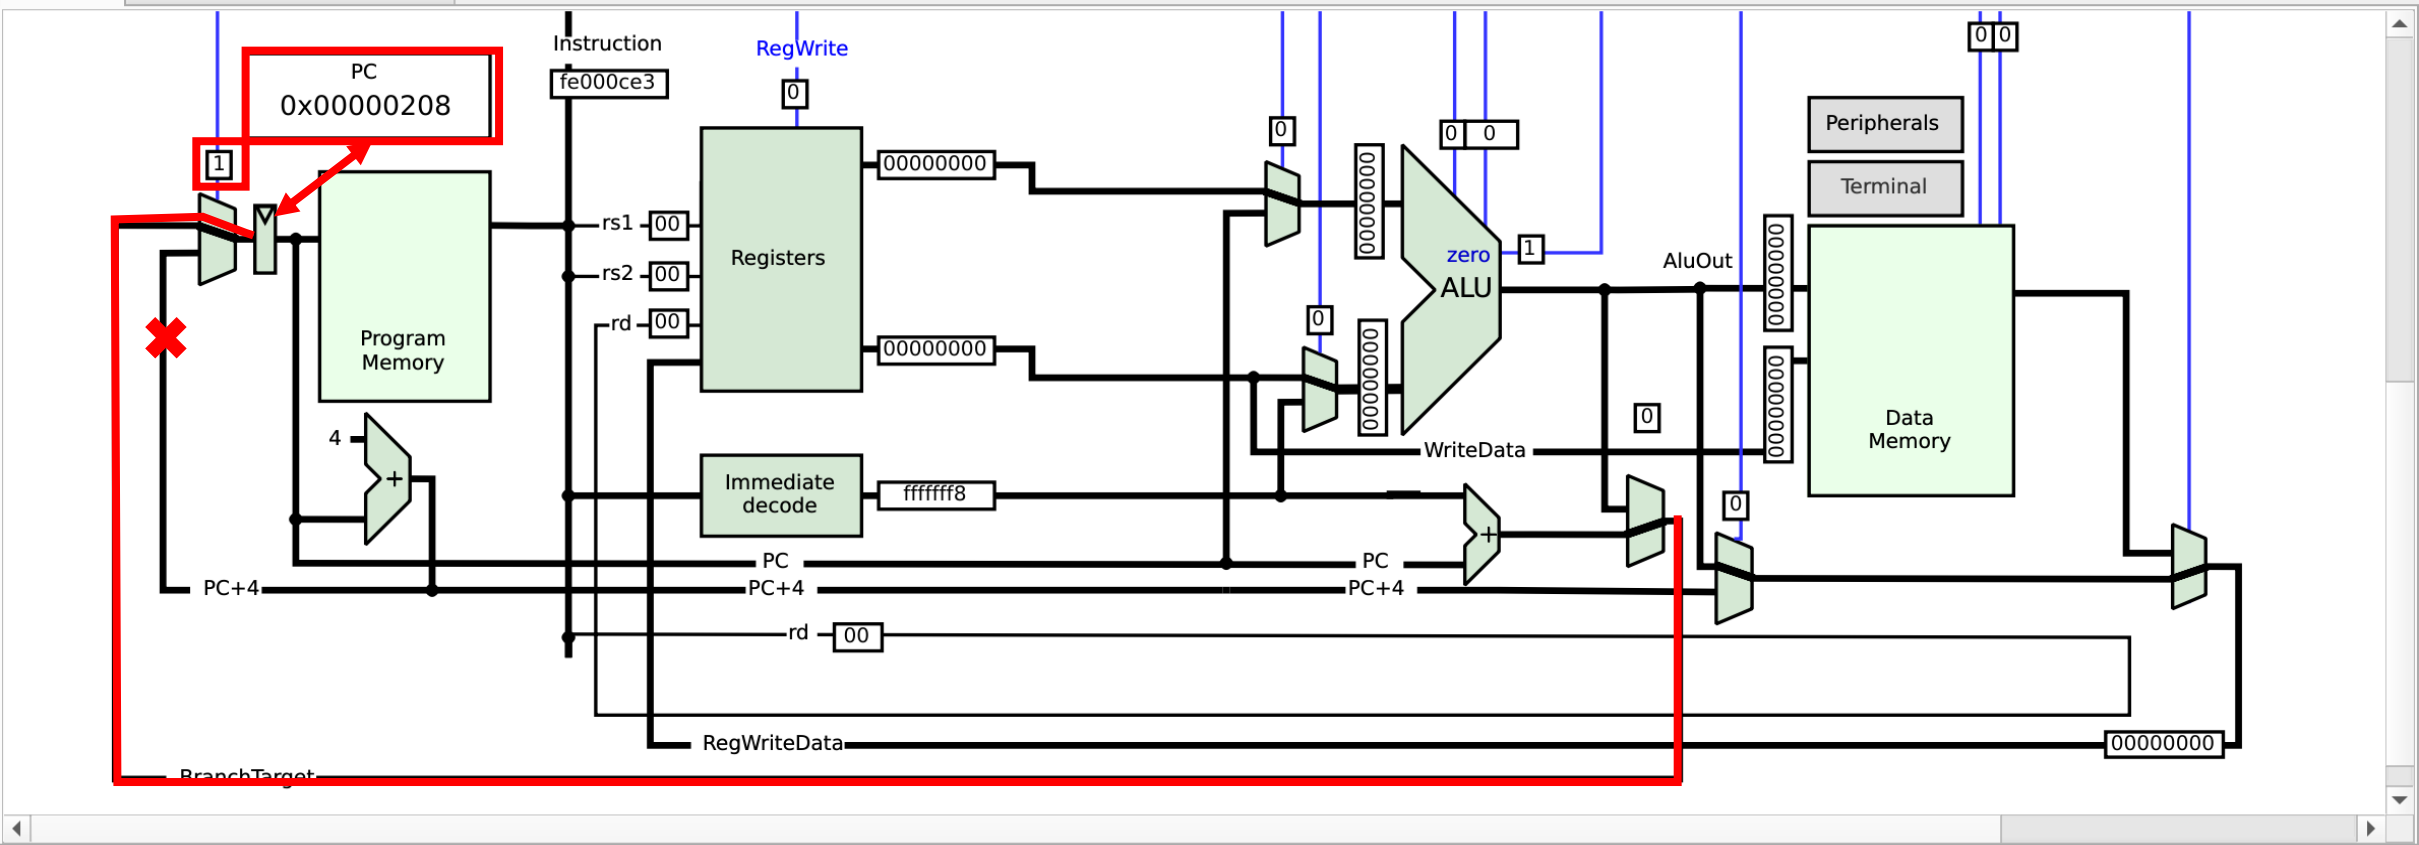 Instruction
fe000ce3
RegWrite
0
PC
0x00000208
1
0
0
0
0
0
0
Peripherals
Terminal
Program
Memory
rs1
00
rs2
00
rd
00
Registers
00000000
00000000
00000000
00000000
0
zero
ALU
1
AluOut
00000000
00000000
Data
Memory
4
+
Immediate
decode
fffffff8
WriteData
0
+
0
PC
PC
PC+4
PC+4
PC+4
rd
00
RegWriteData
00000000
BranchTarget